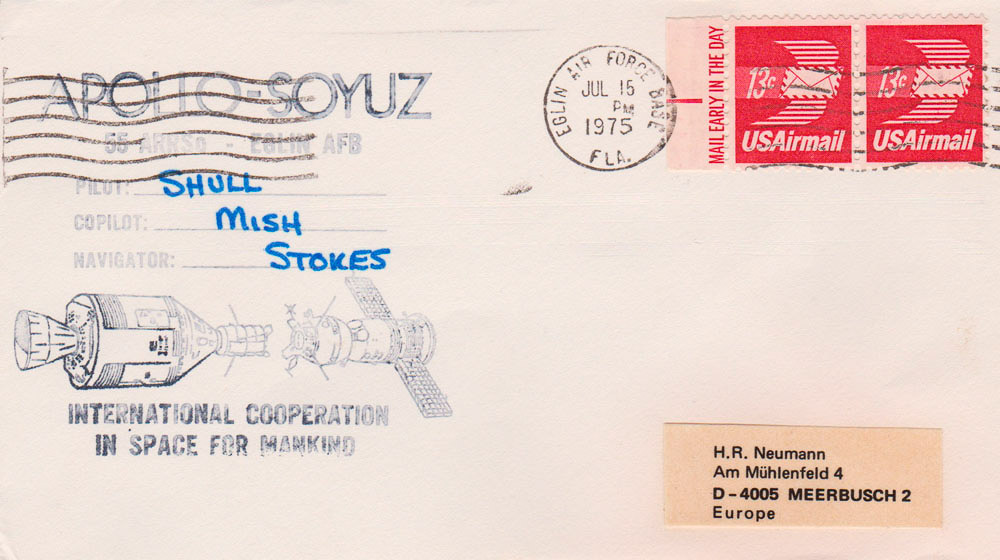 APOLLO-SOYUZ
55 ARRSQ - EGLIN AFB
PILOT: SHULL
COPILOT: MISH
NAVIGATOR: STOKES
INTERNATIONAL COOPERATION
IN SPACE FOR MANKIND
EGLIN AIR FORCE BASE
JUL 15
PM
1975
FLA.
MAIL EARLY IN THE DAY
13c
USAirmail
13c
USAirmail
H.R. Neumann
Am Mühlenfeld 4
D-4005 MEERBUSCH 2
Europe